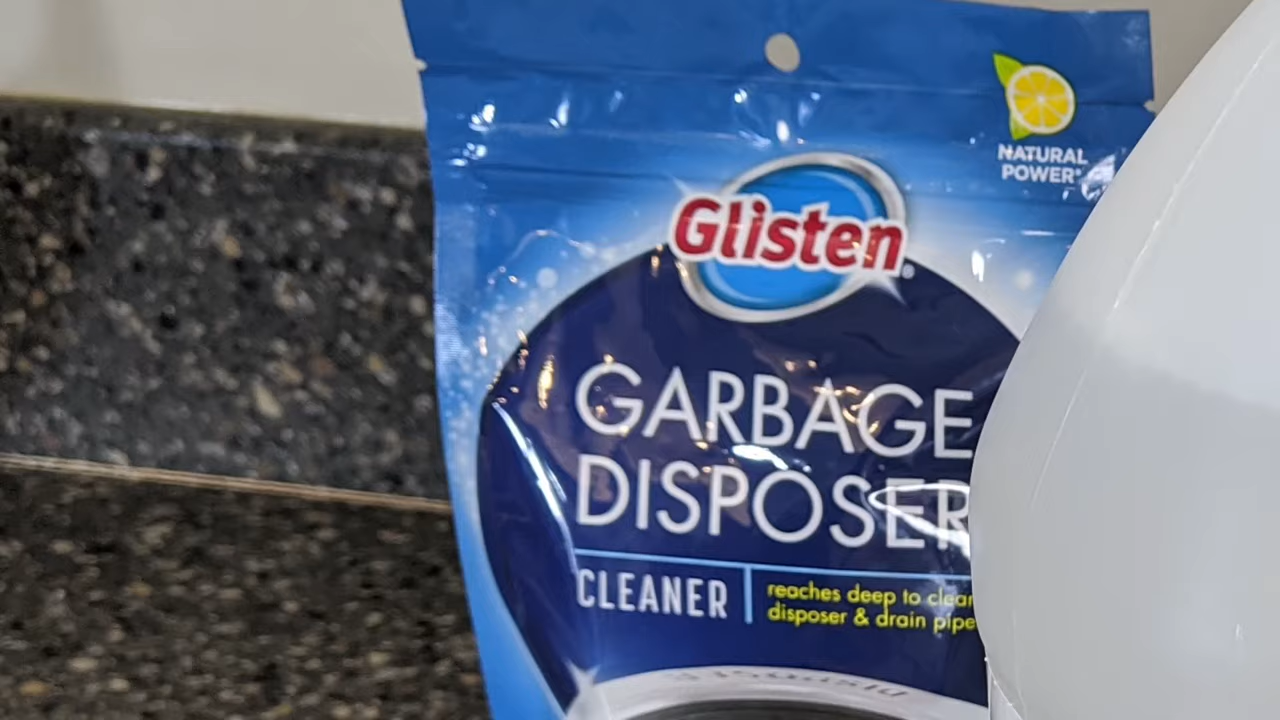 NATURAL
POWER®
Glisten®
GARBAGE
DISPOSER
CLEANER
reaches deep to clean
disposer & drain pipe